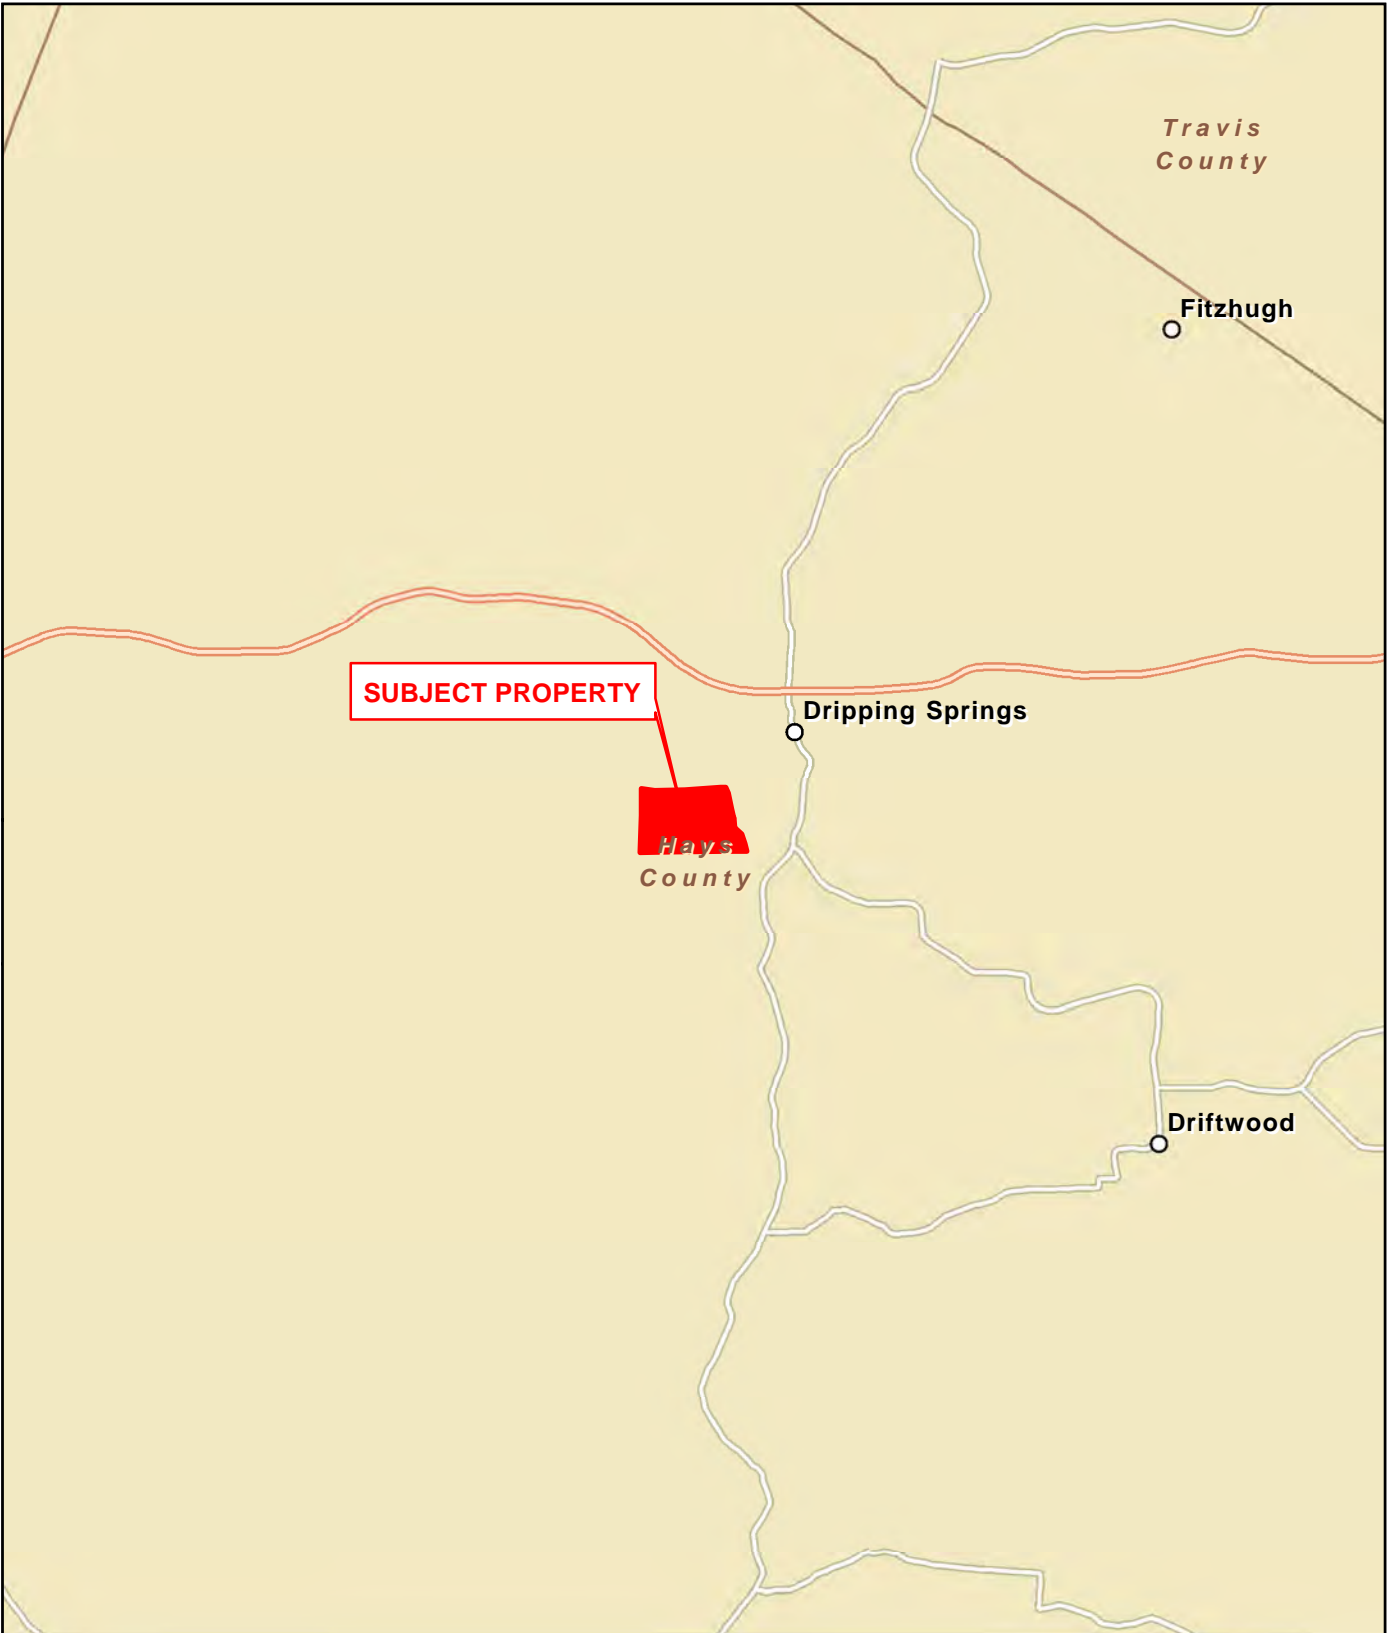 Travis
County
Fitzhugh
SUBJECT PROPERTY
Dripping Springs
Hays
County
Driftwood